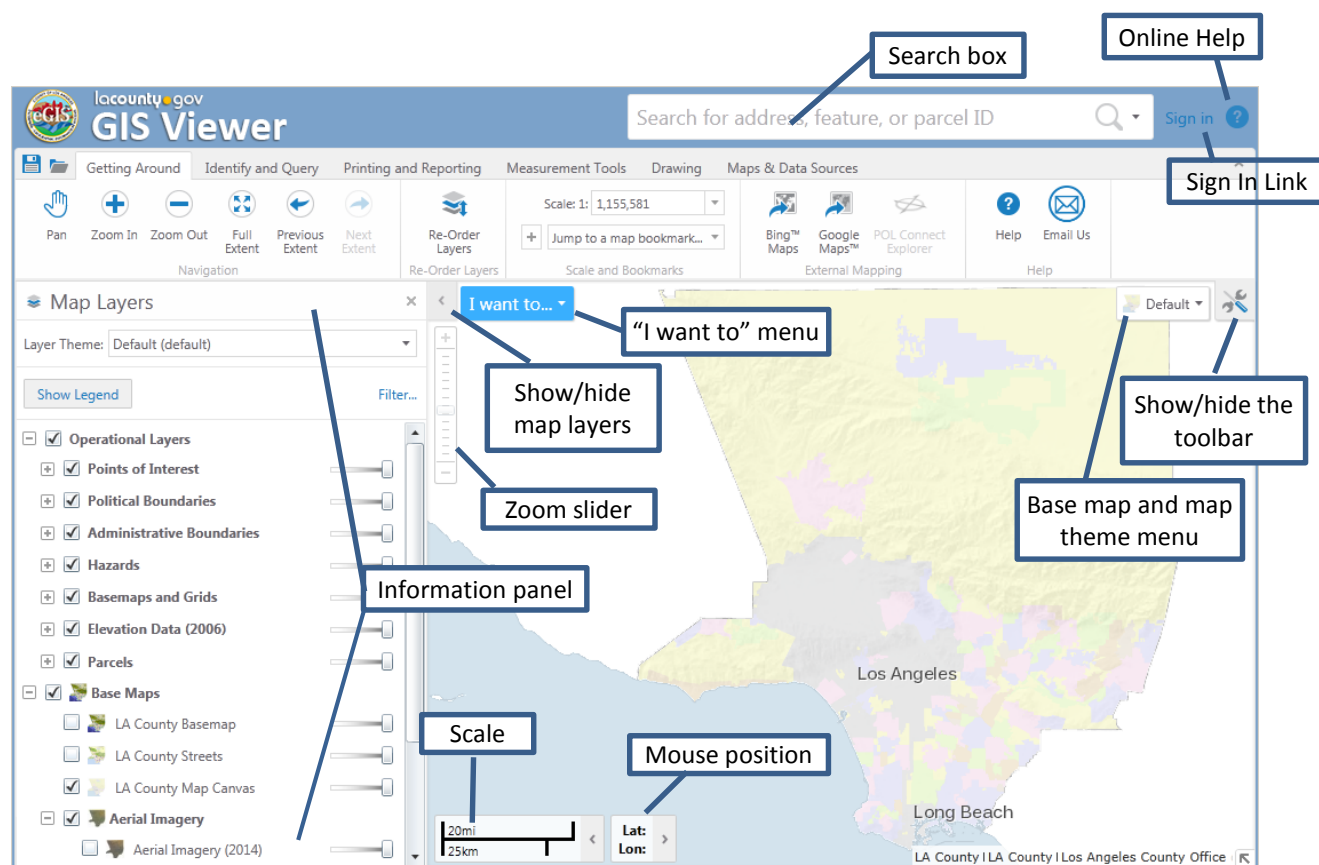 Online Help
Search box
lacounty.gov
eGIS
GIS Viewer
Search for address, feature, or parcel ID
Sign in
?
Sign In Link
Getting Around
Identify and Query
Printing and Reporting
Measurement Tools
Drawing
Maps & Data Sources
Pan
Zoom In
Zoom Out
Full
Extent
Previous
Extent
Next
Extent
Navigation
Re-Order
Layers
Re-Order Layers
Scale: 1: 1,155,581
+ Jump to a map bookmark...
Scale and Bookmarks
Bing™
Maps
Google
Maps™
POL Connect
Explorer
External Mapping
?
Help
Email Us
Help
Map Layers
I want to...
Default
"I want to" menu
Layer Theme: Default (default)
Show Legend
Filter...
Show/hide
map layers
Show/hide the
toolbar
Zoom slider
Base map and map
theme menu
Operational Layers
Points of Interest
Political Boundaries
Administrative Boundaries
Hazards
Basemaps and Grids
Elevation Data (2006)
Parcels
Information panel
Base Maps
LA County Basemap
LA County Streets
LA County Map Canvas
Aerial Imagery
Aerial Imagery (2014)
Los Angeles
Scale
Mouse position
Long Beach
20mi
25km
Lat:
Lon:
LA County | LA County | Los Angeles County Office